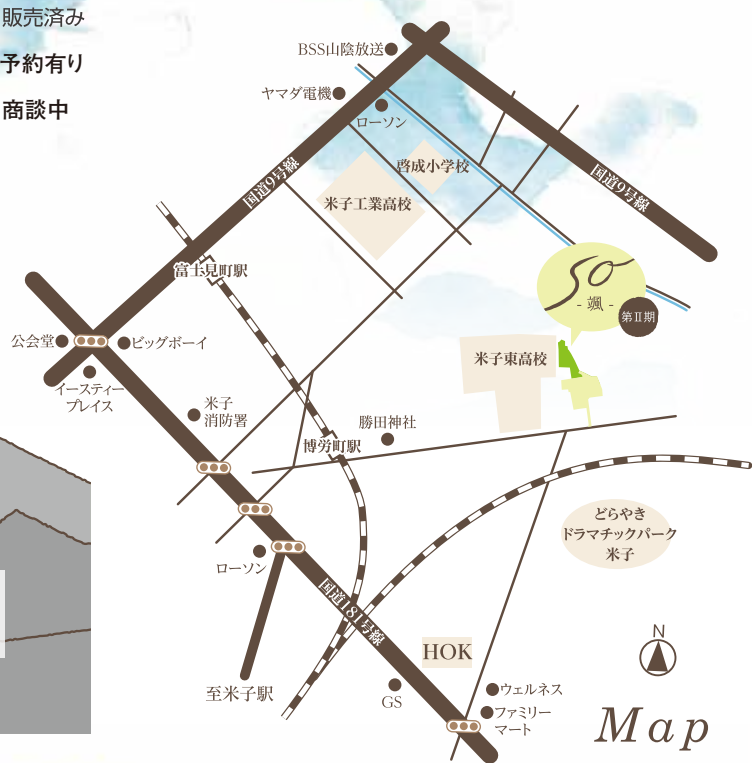 販売済み
予約有り
商談中
BSS山陰放送
ヤマダ電機
ローソン
国道9号線
国道9号線
啓成小学校
米子工業高校
富士見町駅
so
- 颯 -
第Ⅱ期
公会堂
ビッグボーイ
イースティー
プレイス
米子
消防署
米子東高校
勝田神社
博労町駅
ローソン
国道181号線
どらやき
ドラマチックパーク
米子
HOK
至米子駅
GS
ウェルネス
ファミリー
マート
N
Map